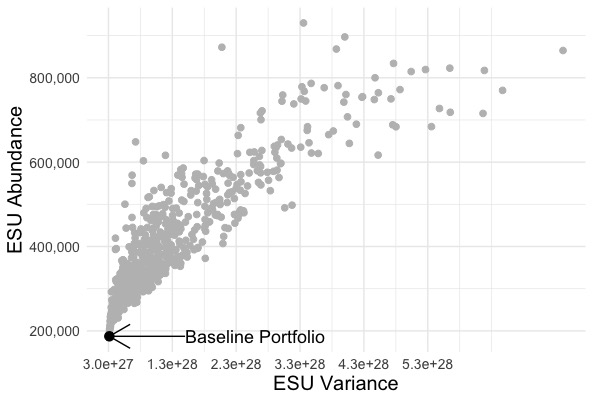 ESU Abundance
800,000
600,000
400,000
200,000
Baseline Portfolio
3.0e+27 1.3e+28 2.3e+28 3.3e+28 4.3e+28 5.3e+28
ESU Variance